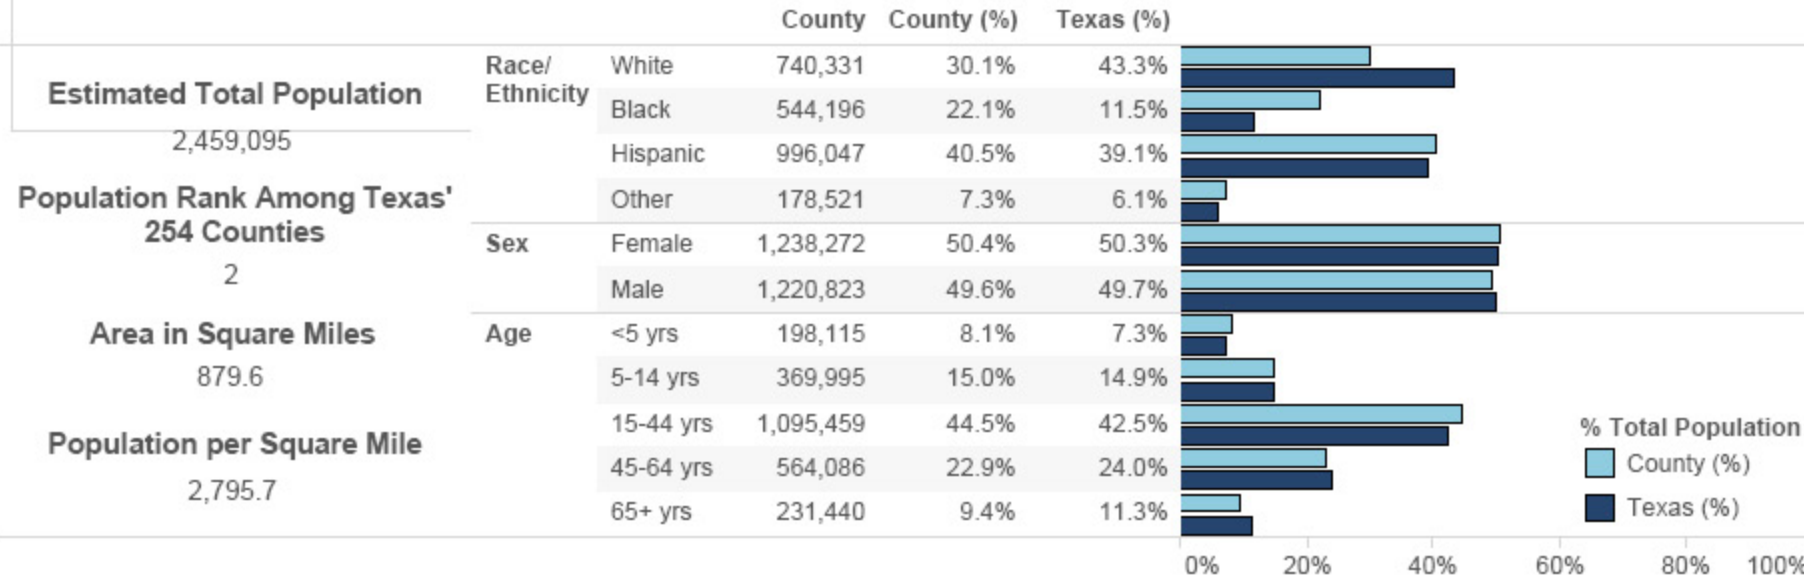 County County (%) Texas (%)
Estimated Total Population
2,459,095
Population Rank Among Texas'
254 Counties
2
Area in Square Miles
879.6
Population per Square Mile
2,795.7
Race/
Ethnicity
White 740,331 30.1% 43.3%
Black 544,196 22.1% 11.5%
Hispanic 996,047 40.5% 39.1%
Other 178,521 7.3% 6.1%
Sex Female 1,238,272 50.4% 50.3%
Male 1,220,823 49.6% 49.7%
Age <5 yrs 198,115 8.1% 7.3%
5-14 yrs 369,995 15.0% 14.9%
15-44 yrs 1,095,459 44.5% 42.5%
45-64 yrs 564,086 22.9% 24.0%
65+ yrs 231,440 9.4% 11.3%
% Total Population
County (%)
Texas (%)
0% 20% 40% 60% 80% 100%